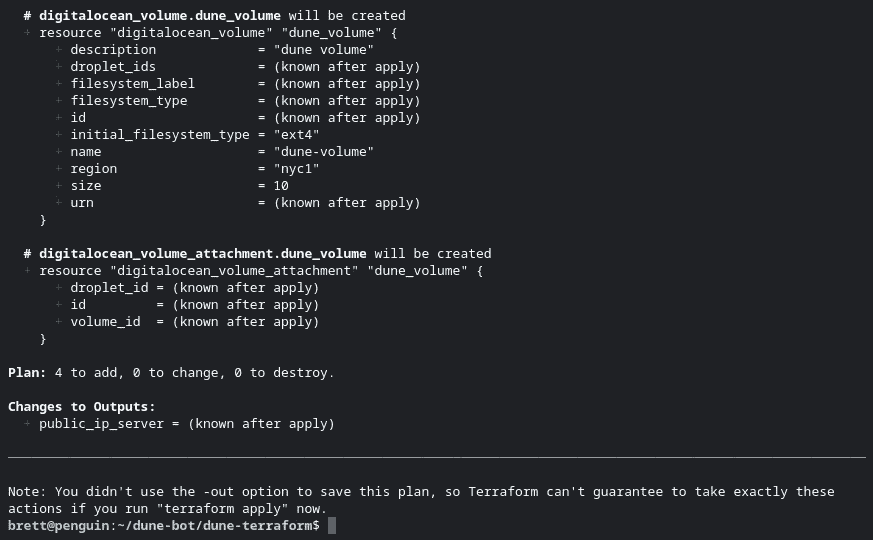 # digitalocean_volume.dune_volume will be created
+ resource "digitalocean_volume" "dune_volume" {
+ description = "dune volume"
+ droplet_ids = (known after apply)
+ filesystem_label = (known after apply)
+ filesystem_type = (known after apply)
+ id = (known after apply)
+ initial_filesystem_type = "ext4"
+ name = "dune-volume"
+ region = "nyc1"
+ size = 10
+ urn = (known after apply)
}
# digitalocean_volume_attachment.dune_volume will be created
+ resource "digitalocean_volume_attachment" "dune_volume" {
+ droplet_id = (known after apply)
+ id = (known after apply)
+ volume_id = (known after apply)
}
Plan: 4 to add, 0 to change, 0 to destroy.
Changes to Outputs:
+ public_ip_server = (known after apply)
Note: You didn't use the -out option to save this plan, so Terraform can't guarantee to take exactly these
actions if you run "terraform apply" now.
brett@penguin:~/dune-bot/dune-terraform$